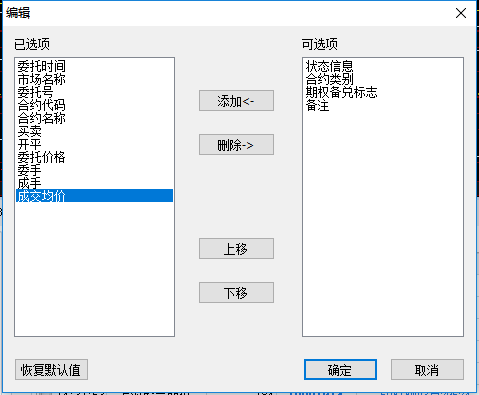 编辑
已选项
委托时间
市场名称
委托号
合约代码
合约名称
买卖
开平
委托价格
委手
成手
成交均价
添加<-
删除->
上移
下移
可选项
状态信息
合约类别
期权备兑标志
备注
恢复默认值
确定
取消